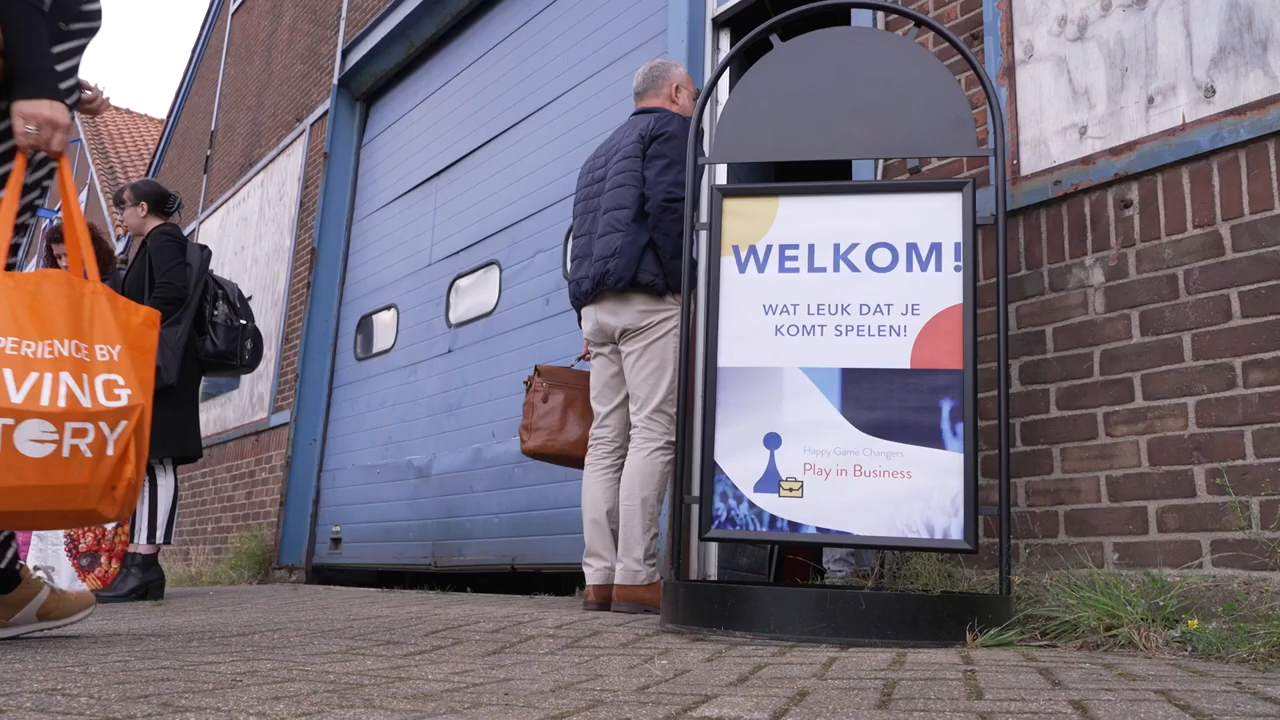 PERIENCE BY
VING
TORY
WELKOM!
WAT LEUK DAT JE
KOMT SPELEN!
Happy Game Changers
Play in Business